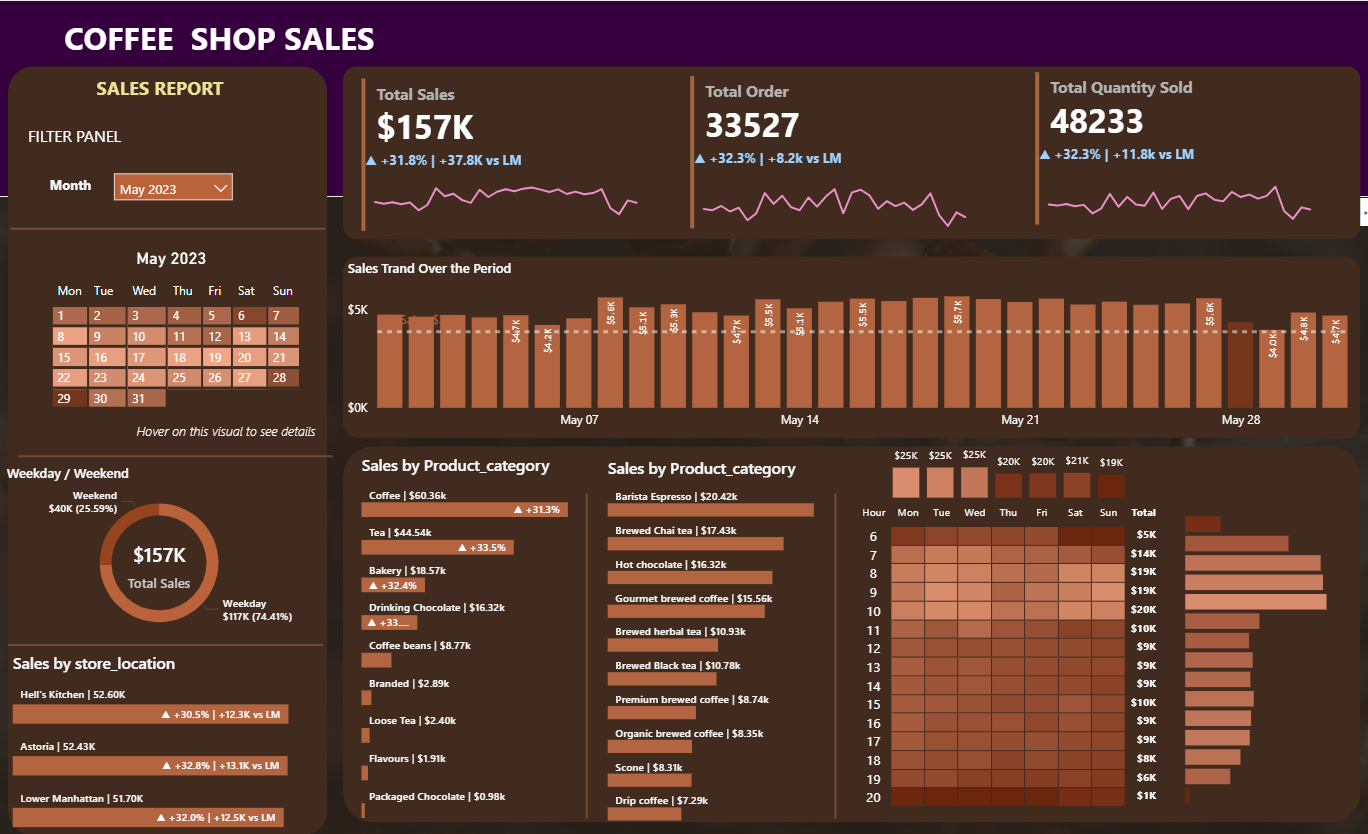 COFFEE  SHOP SALES
SALES REPORT
FILTER PANEL
Month
May 2023
May 2023
Mon Tue Wed Thu Fri Sat Sun
1 2 3 4 5 6 7
8 9 10 11 12 13 14
15 16 17 18 19 20 21
22 23 24 25 26 27 28
29 30 31
Hover on this visual to see details
Weekday / Weekend
Weekend
$40K (25.59%)
$157K
Total Sales
Weekday
$117K (74.41%)
Sales by store_location
Hell's Kitchen | 52.60K
▲ +30.5% | +12.3K vs LM
Astoria | 52.43K
▲ +32.8% | +13.1K vs LM
Lower Manhattan | 51.70K
▲ +32.0% | +12.5K vs LM
Total Sales
$157K
▲ +31.8% | +37.8K vs LM
Total Order
33527
▲ +32.3% | +8.2k vs LM
Total Quantity Sold
48233
▲ +32.3% | +11.8k vs LM
Sales Trand Over the Period
$5K
$0K
$4.7K $4.2K $5.6K $5.1K $5.3K $4.7K $5.5K $5.1K $5.5K $5.7K $5.6K $4.0K $4.8K $4.7K
May 07 May 14 May 21 May 28
Sales by Product_category
Coffee | $60.36k
▲ +31.3%
Tea | $44.54k
▲ +33.5%
Bakery | $18.57k
▲ +32.4%
Drinking Chocolate | $16.32k
▲ +33....
Coffee beans | $8.77k
Branded | $2.89k
Loose Tea | $2.40k
Flavours | $1.91k
Packaged Chocolate | $0.98k
Sales by Product_category
Barista Espresso | $20.42k
Brewed Chai tea | $17.43k
Hot chocolate | $16.32k
Gourmet brewed coffee | $15.56k
Brewed herbal tea | $10.93k
Brewed Black tea | $10.78k
Premium brewed coffee | $8.74k
Organic brewed coffee | $8.35k
Scone | $8.31k
Drip coffee | $7.29k
$25K $25K $25K $20K $20K $21K $19K
Hour Mon Tue Wed Thu Fri Sat Sun Total
6 $5K
7 $14K
8 $19K
9 $19K
10 $20K
11 $10K
12 $9K
13 $9K
14 $9K
15 $10K
16 $9K
17 $9K
18 $8K
19 $6K
20 $1K